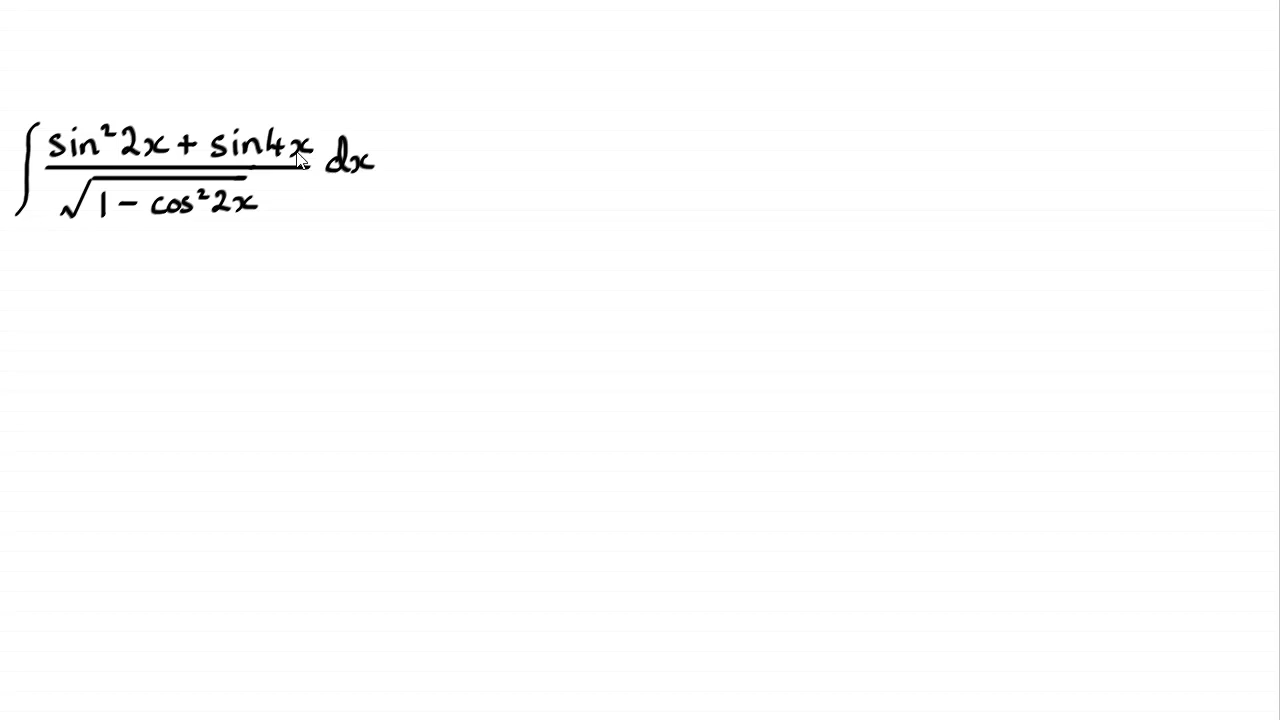 ∫ (sin²2x + sin4x) / √(1 − cos²2x) dx